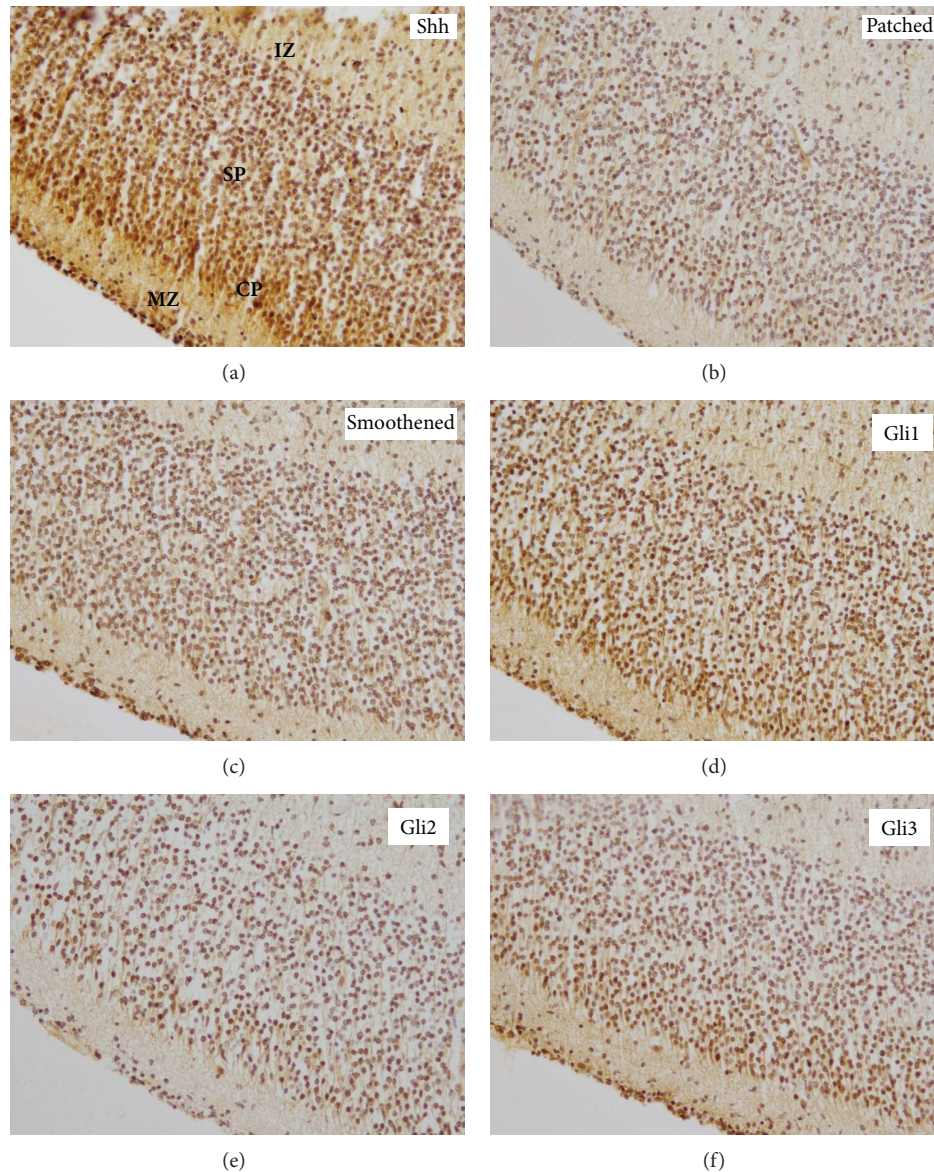 Shh
IZ
SP
CP
MZ
(a)
Patched
(b)
Smoothened
(c)
Gli1
(d)
Gli2
(e)
Gli3
(f)